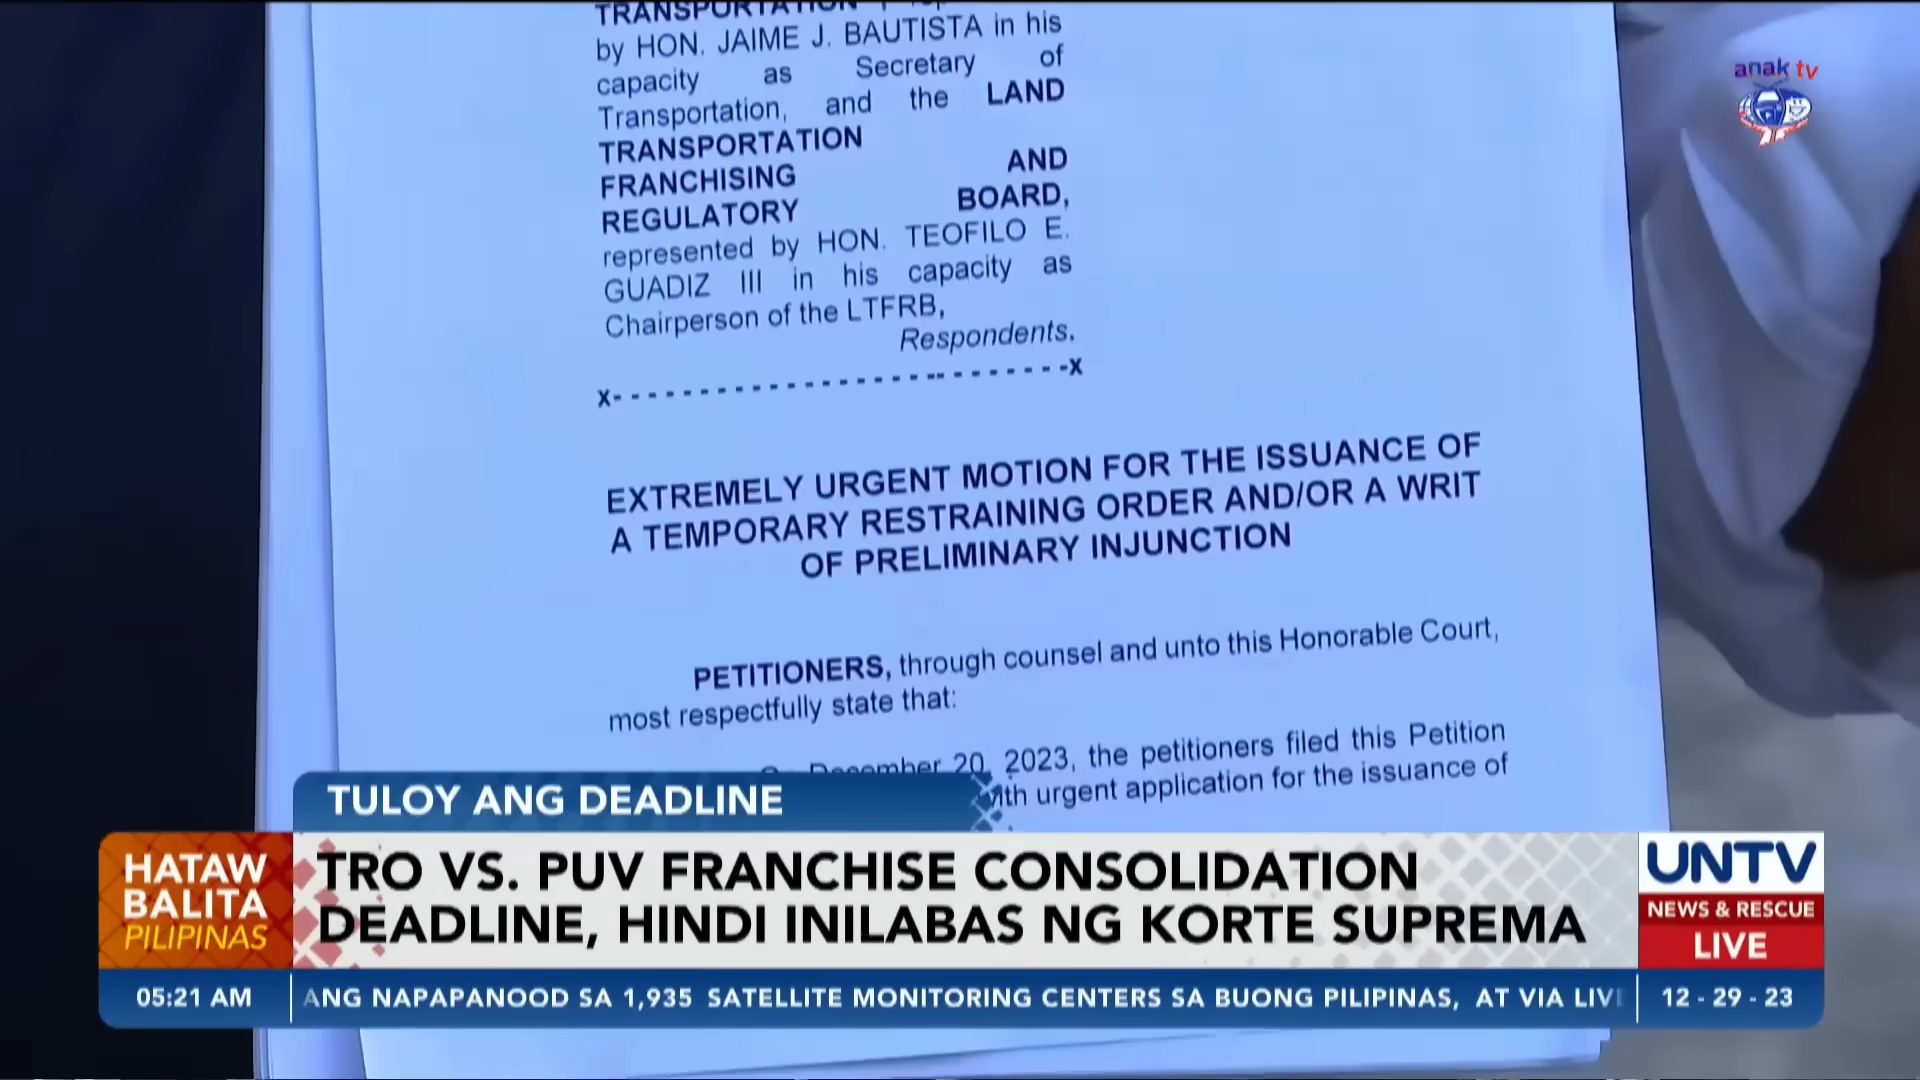 TRANSPORTATION
by HON. JAIME J. BAUTISTA in his
capacity as Secretary of
Transportation, and the LAND
TRANSPORTATION
FRANCHISING AND
REGULATORY BOARD,
represented by HON. TEOFILO E.
GUADIZ III in his capacity as
Chairperson of the LTFRB,
Respondents.
x- - - - - - - - - - - - - - - - - - - - - - - - - - -x
EXTREMELY URGENT MOTION FOR THE ISSUANCE OF
A TEMPORARY RESTRAINING ORDER AND/OR A WRIT
OF PRELIMINARY INJUNCTION
PETITIONERS, through counsel and unto this Honorable Court,
most respectfully state that:
December 20, 2023, the petitioners filed this Petition
with urgent application for the issuance of
anak tv
TULOY ANG DEADLINE
HATAW
BALITA
PILIPINAS
TRO VS. PUV FRANCHISE CONSOLIDATION
DEADLINE, HINDI INILABAS NG KORTE SUPREMA
UNTV
NEWS & RESCUE
LIVE
05:21 AM
ANG NAPAPANOOD SA 1,935 SATELLITE MONITORING CENTERS SA BUONG PILIPINAS, AT VIA LIV
12 - 29 - 23